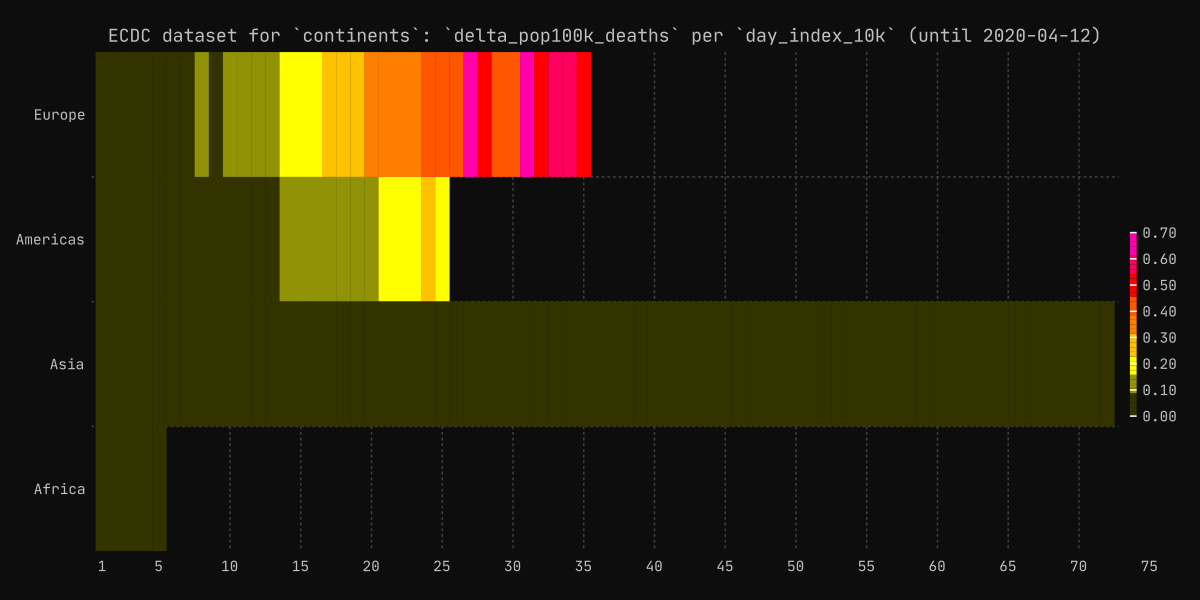 ECDC dataset for `continents`: `delta_pop100k_deaths` per `day_index_10k` (until 2020-04-12)
Europe
Americas
Asia
Africa
0.70
0.60
0.50
0.40
0.30
0.20
0.10
0.00
1 5 10 15 20 25 30 35 40 45 50 55 60 65 70 75